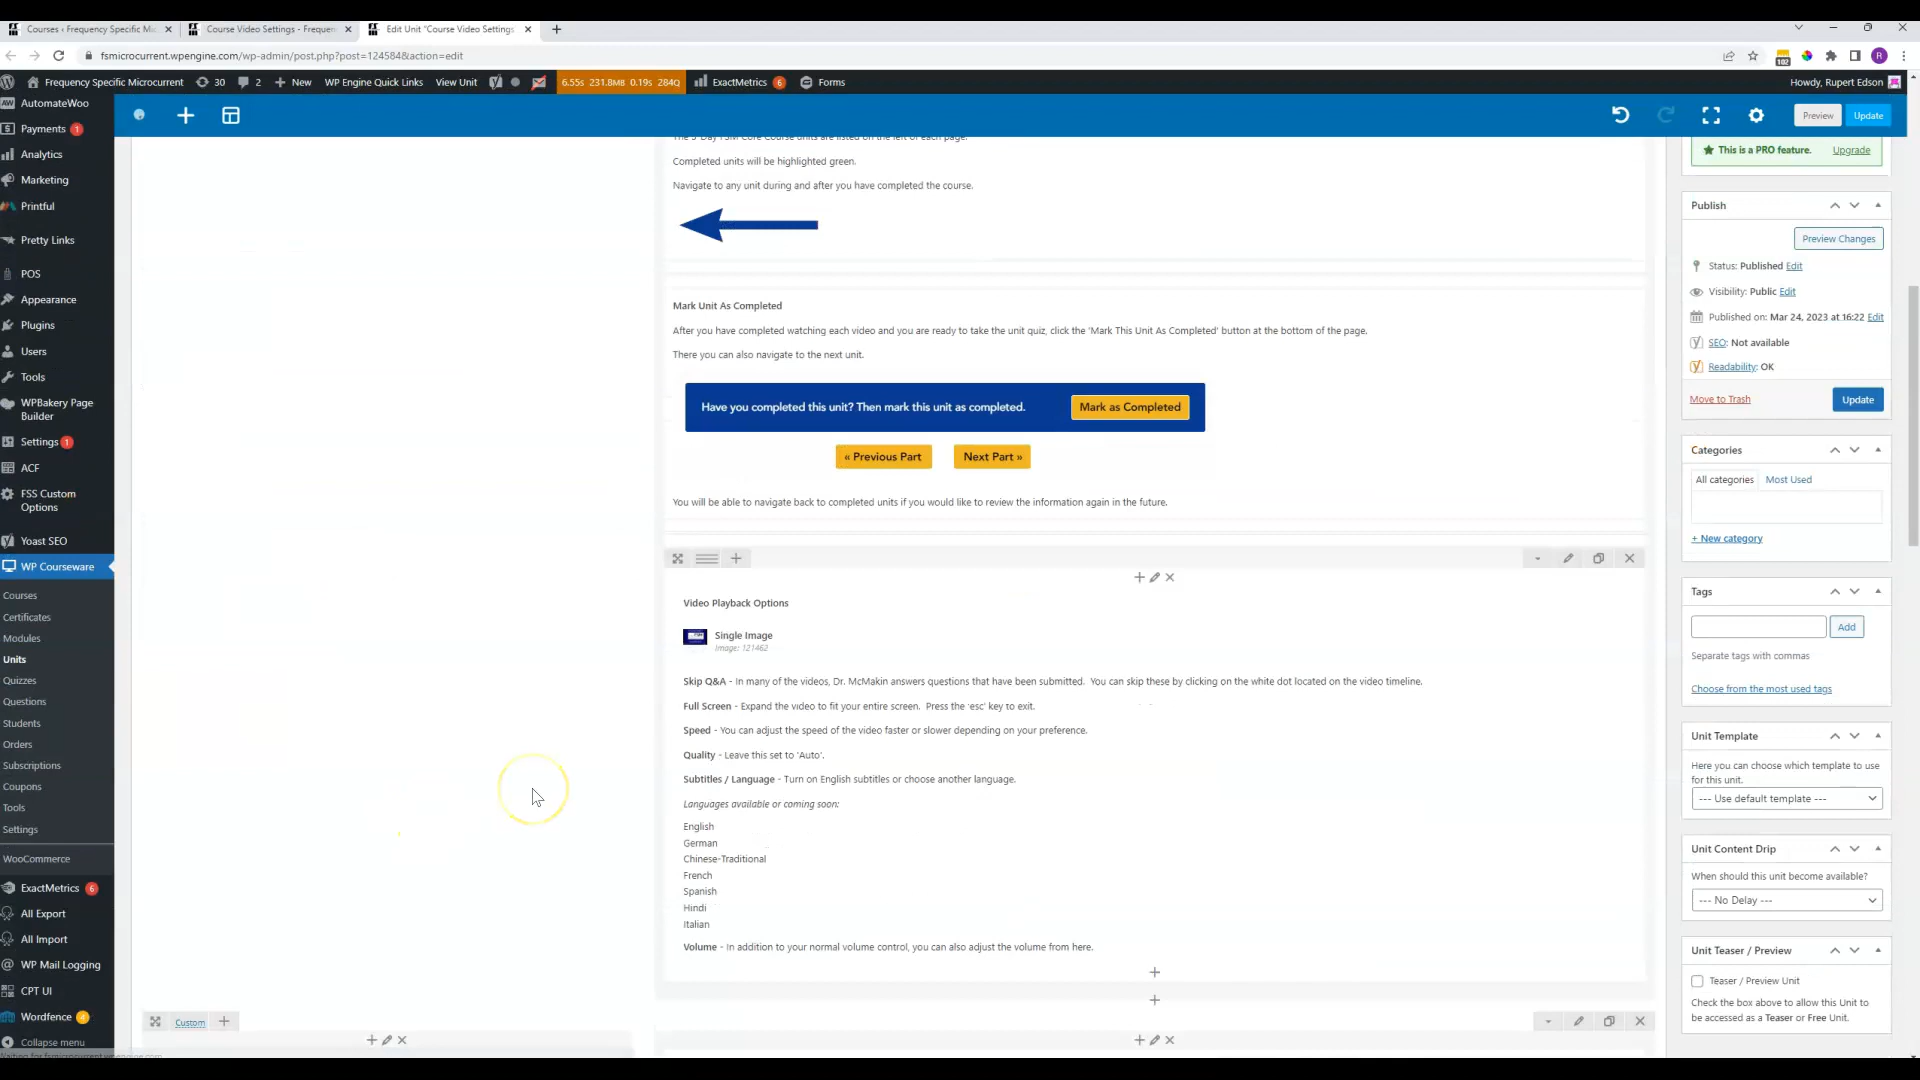 Courses ‹ Frequency Specific Mic
Course Video Settings - Frequen
Edit Unit "Course Video Settings
fsmicrocurrent.wpengine.com/wp-admin/post.php?post=124584&action=edit
102
R
Frequency Specific Microcurrent
30
2
New
WP Engine Quick Links
View Unit
6.55s 231.8MB 0.19s 284Q
ExactMetrics 6
Forms
Howdy, Rupert Edson
Preview
Update
AutomateWoo
Payments 1
Analytics
Marketing
Printful
Pretty Links
POS
Appearance
Plugins
Users
Tools
WPBakery Page
Builder
Settings 1
ACF
FSS Custom
Options
Yoast SEO
WP Courseware
Courses
Certificates
Modules
Units
Quizzes
Questions
Students
Orders
Subscriptions
Coupons
Tools
Settings
WooCommerce
ExactMetrics 6
All Export
All Import
WP Mail Logging
CPT UI
Wordfence 4
Collapse menu
The 5-Day FSM Core Course units are listed on the left of each page.
Completed units will be highlighted green.
Navigate to any unit during and after you have completed the course.
Mark Unit As Completed
After you have completed watching each video and you are ready to take the unit quiz, click the 'Mark This Unit As Completed' button at the bottom of the page.
There you can also navigate to the next unit.
Have you completed this unit? Then mark this unit as completed.
Mark as Completed
« Previous Part
Next Part »
You will be able to navigate back to completed units if you would like to review the information again in the future.
Video Playback Options
Single Image
Image: 121462
Skip Q&A - In many of the videos, Dr. McMakin answers questions that have been submitted. You can skip these by clicking on the white dot located on the video timeline.
Full Screen - Expand the video to fit your entire screen. Press the 'esc' key to exit.
Speed - You can adjust the speed of the video faster or slower depending on your preference.
Quality - Leave this set to 'Auto'.
Subtitles / Language - Turn on English subtitles or choose another language.
Languages available or coming soon:
English
German
Chinese-Traditional
French
Spanish
Hindi
Italian
Volume - In addition to your normal volume control, you can also adjust the volume from here.
Custom
This is a PRO feature.
Upgrade
Publish
Preview Changes
Status: Published Edit
Visibility: Public Edit
Published on: Mar 24, 2023 at 16:22 Edit
SEO: Not available
Readability: OK
Move to Trash
Update
Categories
All categories
Most Used
+ New category
Tags
Add
Separate tags with commas
Choose from the most used tags
Unit Template
Here you can choose which template to use
for this unit.
--- Use default template ---
Unit Content Drip
When should this unit become available?
--- No Delay ---
Unit Teaser / Preview
Teaser / Preview Unit
Check the box above to allow this Unit to
be accessed as a Teaser or Free Unit.